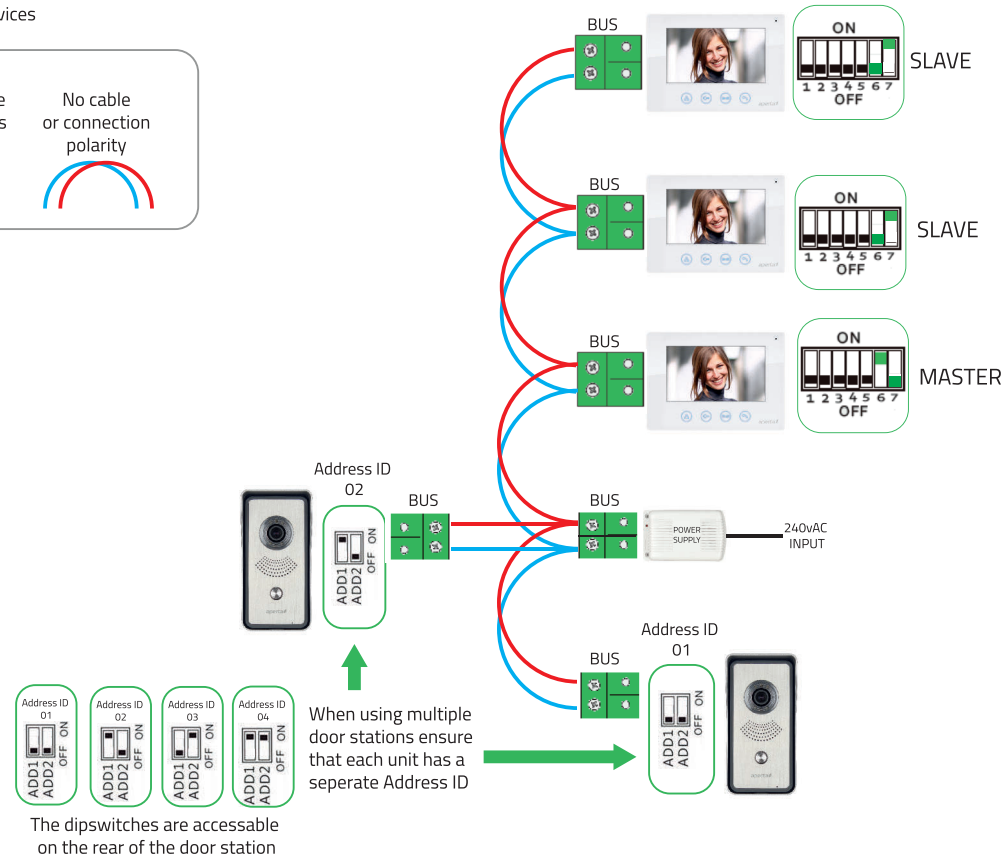 vices
e
s
No cable
or connection
polarity
BUS
ON
1 2 3 4 5 6 7
OFF
SLAVE
BUS
ON
1 2 3 4 5 6 7
OFF
SLAVE
BUS
ON
1 2 3 4 5 6 7
OFF
MASTER
Address ID
02
ADD1
ADD2
OFF ON
BUS
BUS
POWER
SUPPLY
240vAC
INPUT
Address ID
01
BUS
ADD1
ADD2
OFF ON
Address ID
01
ADD1
ADD2
OFF ON
Address ID
02
ADD1
ADD2
OFF ON
Address ID
03
ADD1
ADD2
OFF ON
Address ID
04
ADD1
ADD2
OFF ON
When using multiple
door stations ensure
that each unit has a
seperate Address ID
The dipswitches are accessable
on the rear of the door station